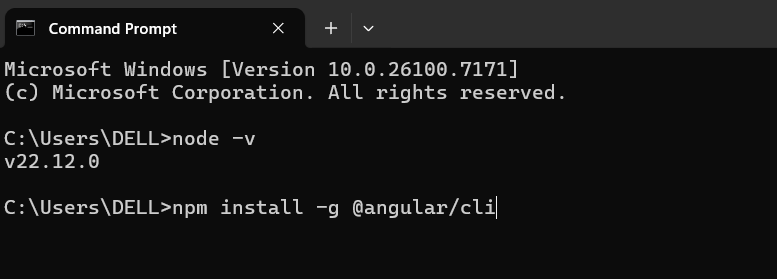 Command Prompt
Microsoft Windows [Version 10.0.26100.7171]
(c) Microsoft Corporation. All rights reserved.
C:\Users\DELL>node -v
v22.12.0
C:\Users\DELL>npm install -g @angular/cli